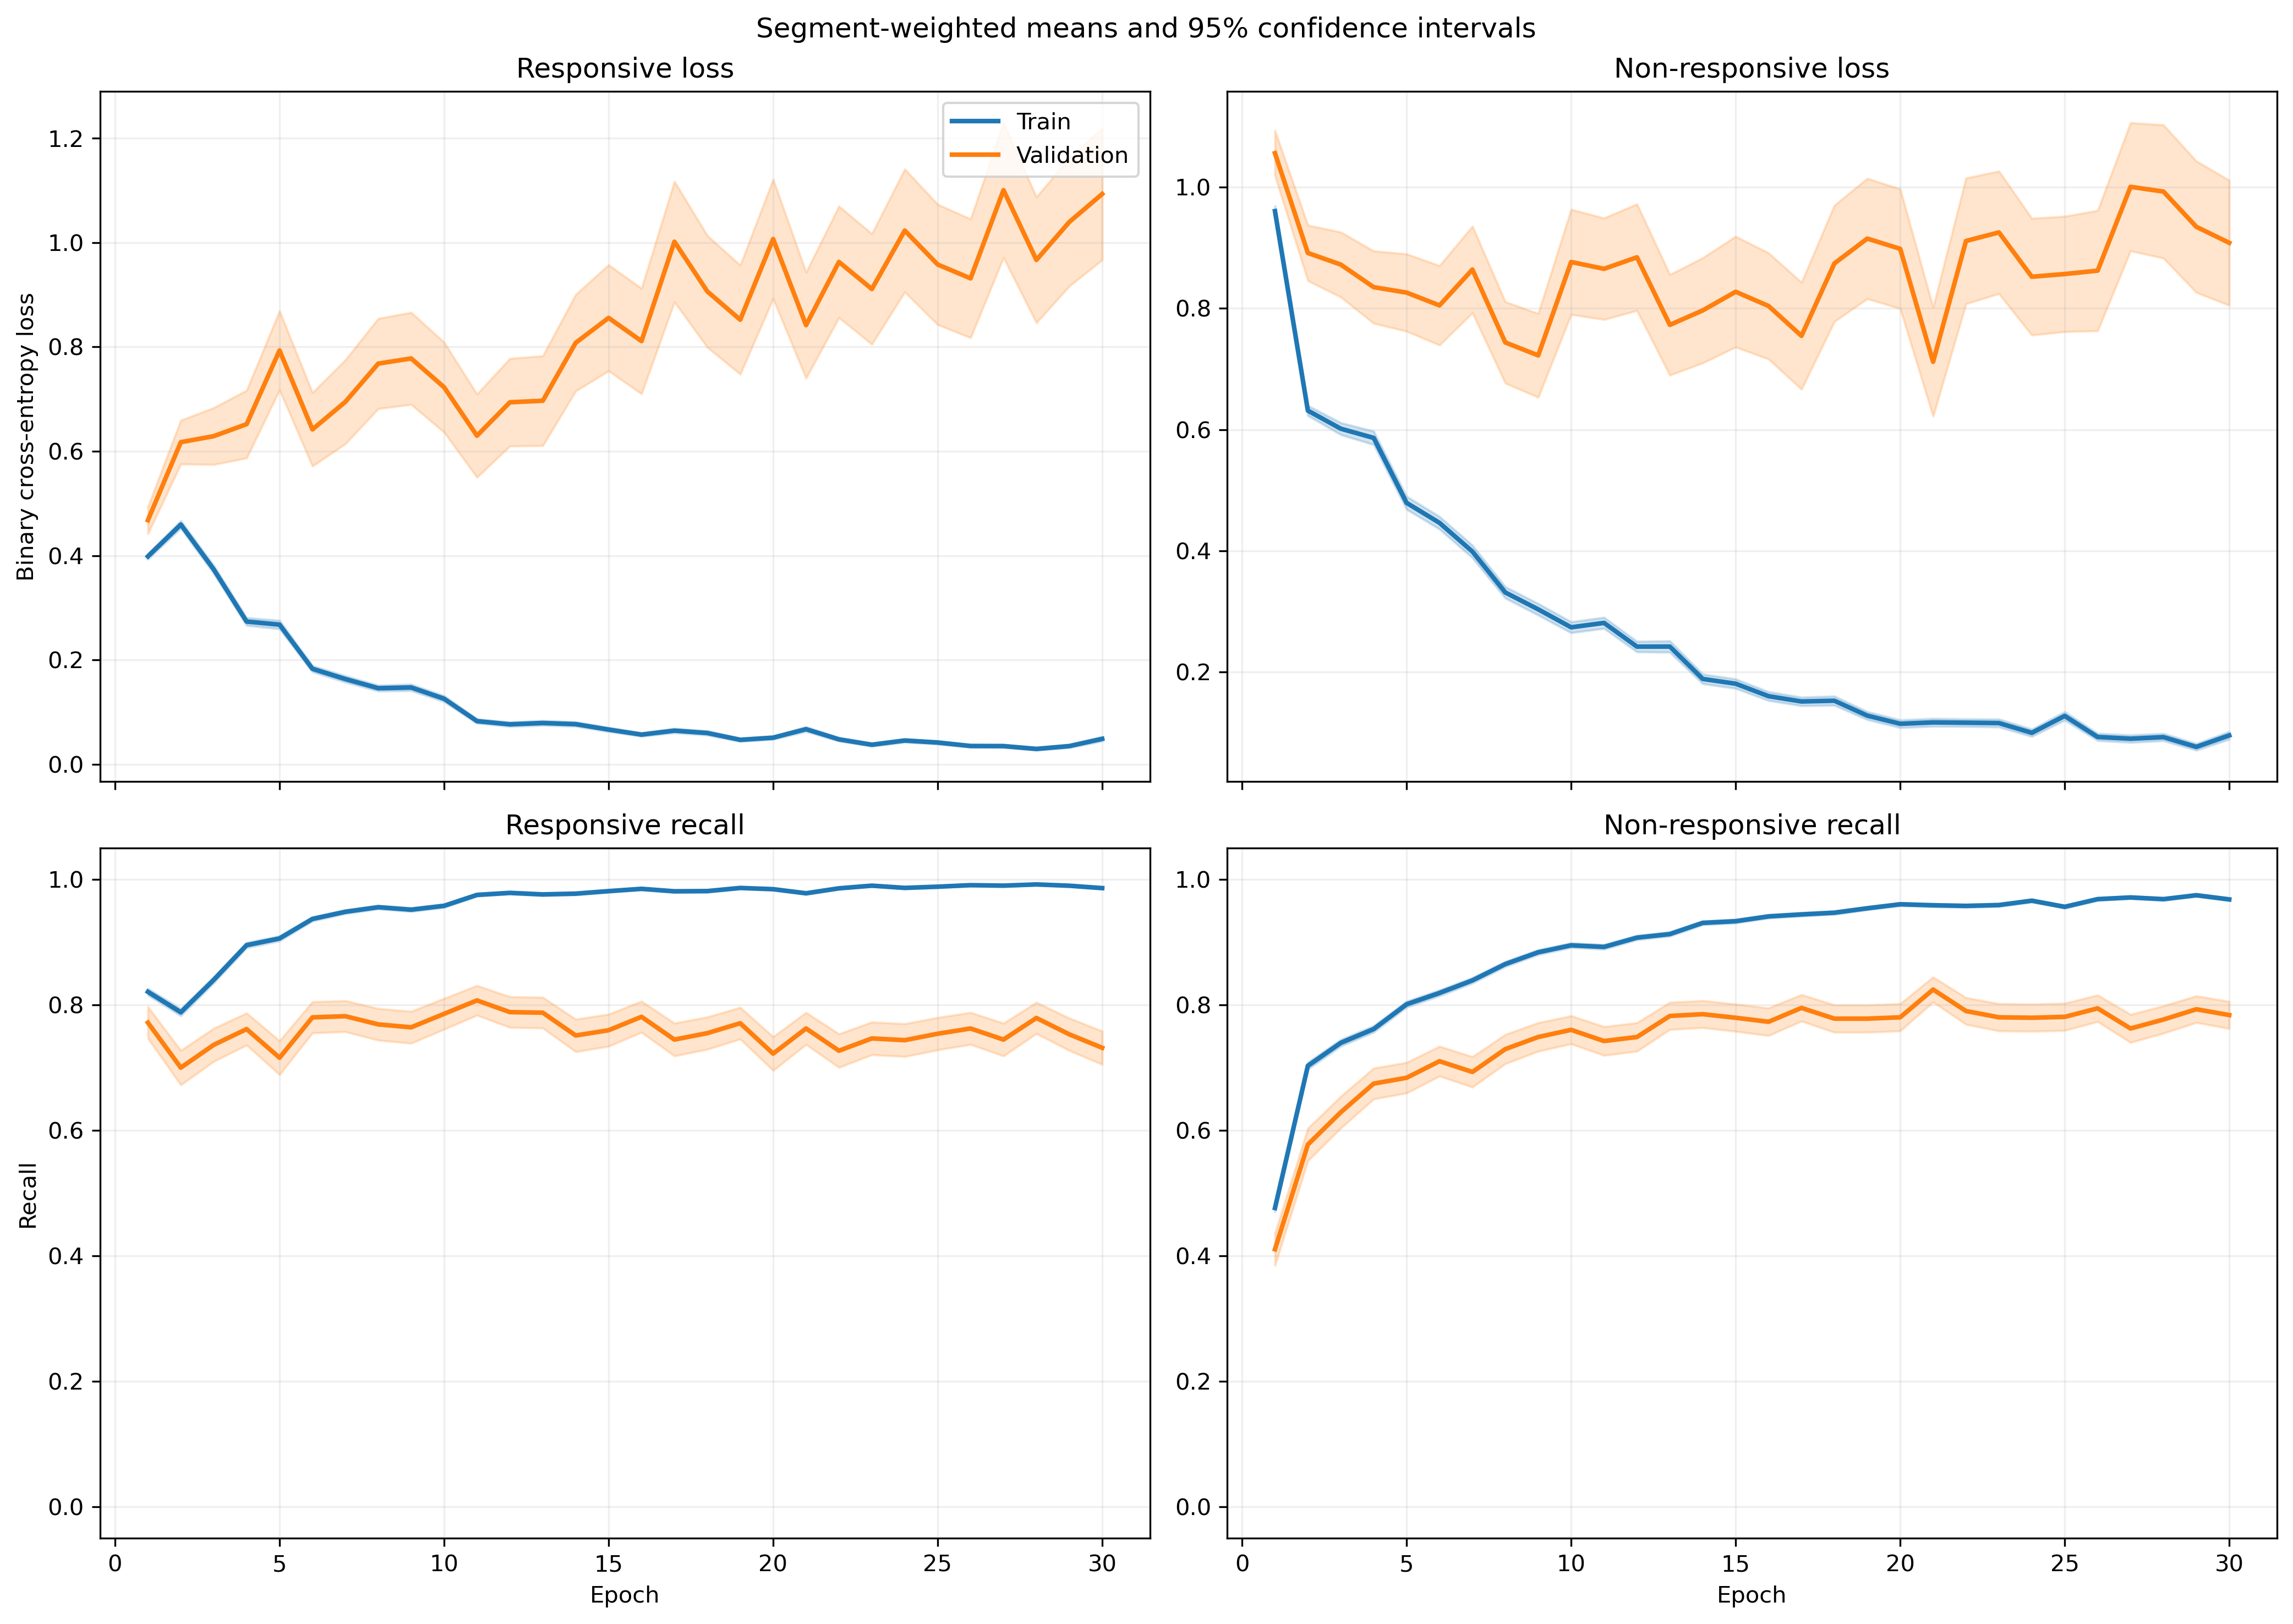 Segment-weighted means and 95% confidence intervals
Responsive loss
Non-responsive loss
Train
Validation
Binary cross-entropy loss
1.2
1.0
0.8
0.6
0.4
0.2
0.0
1.0
0.8
0.6
0.4
0.2
Responsive recall
Non-responsive recall
Recall
1.0
0.8
0.6
0.4
0.2
0.0
1.0
0.8
0.6
0.4
0.2
0.0
0 5 10 15 20 25 30
0 5 10 15 20 25 30
Epoch
Epoch